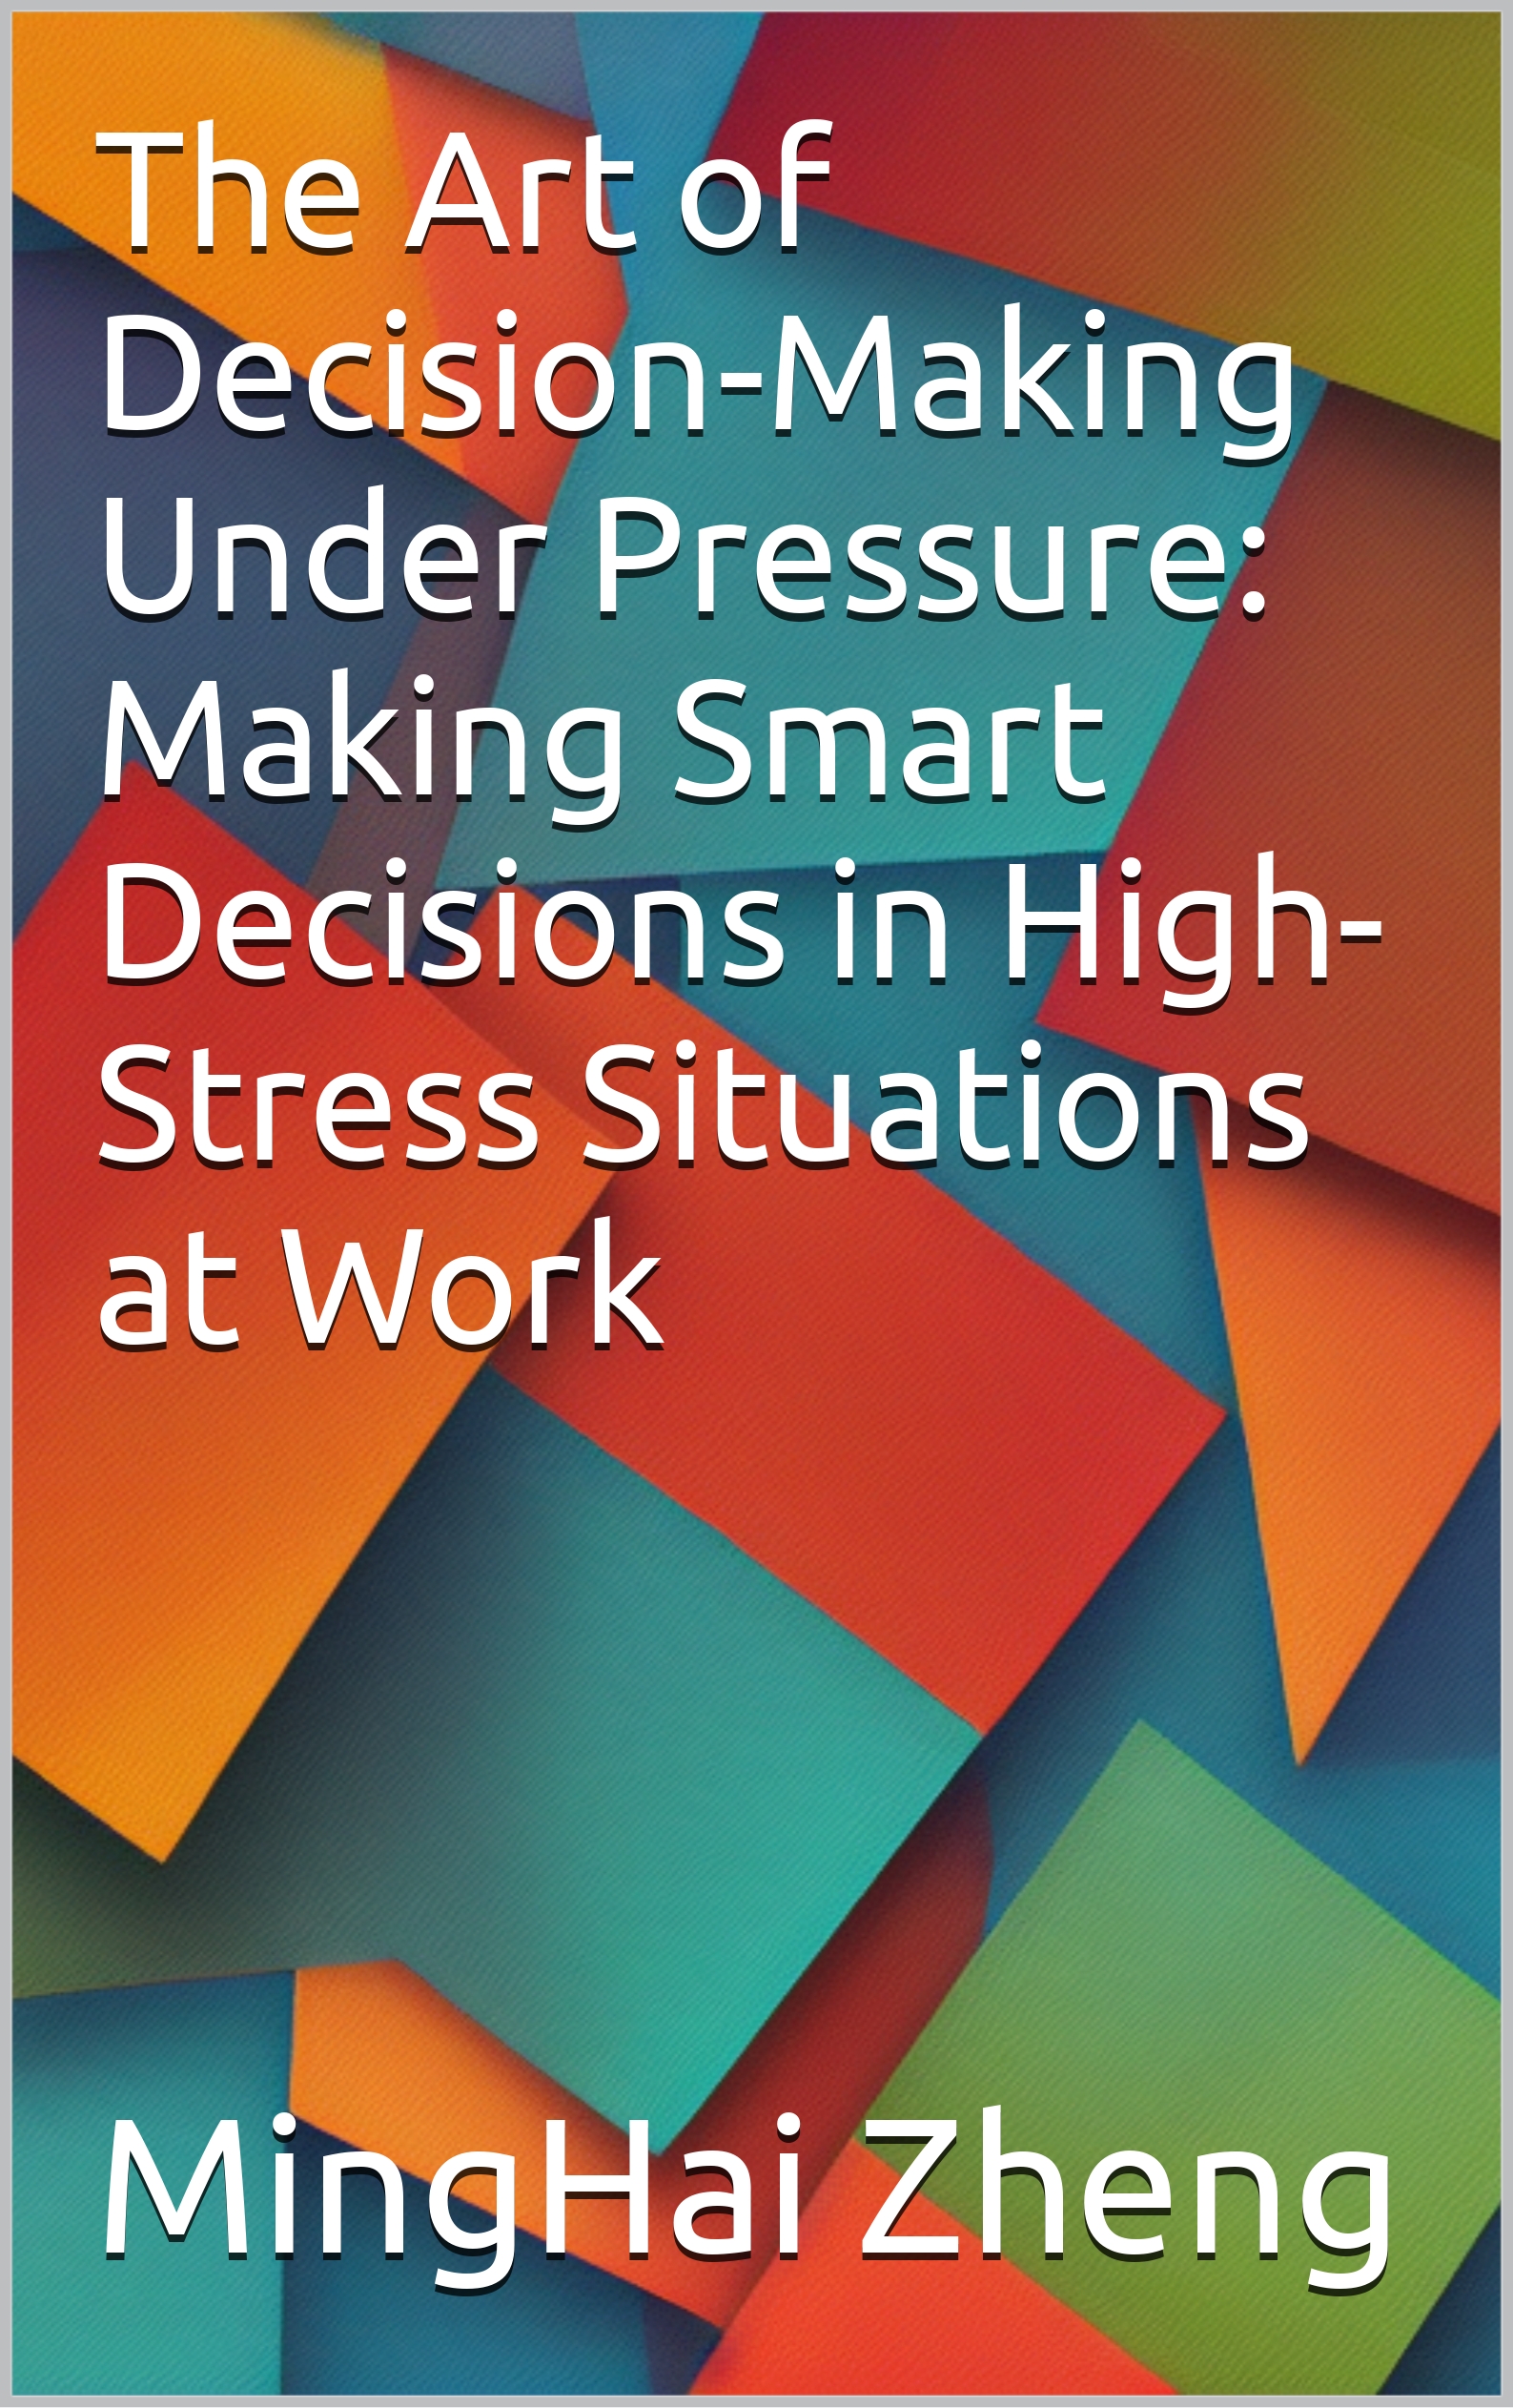 The Art of
Decision-Making
Under Pressure:
Making Smart
Decisions in High-
Stress Situations
at Work
MingHai Zheng